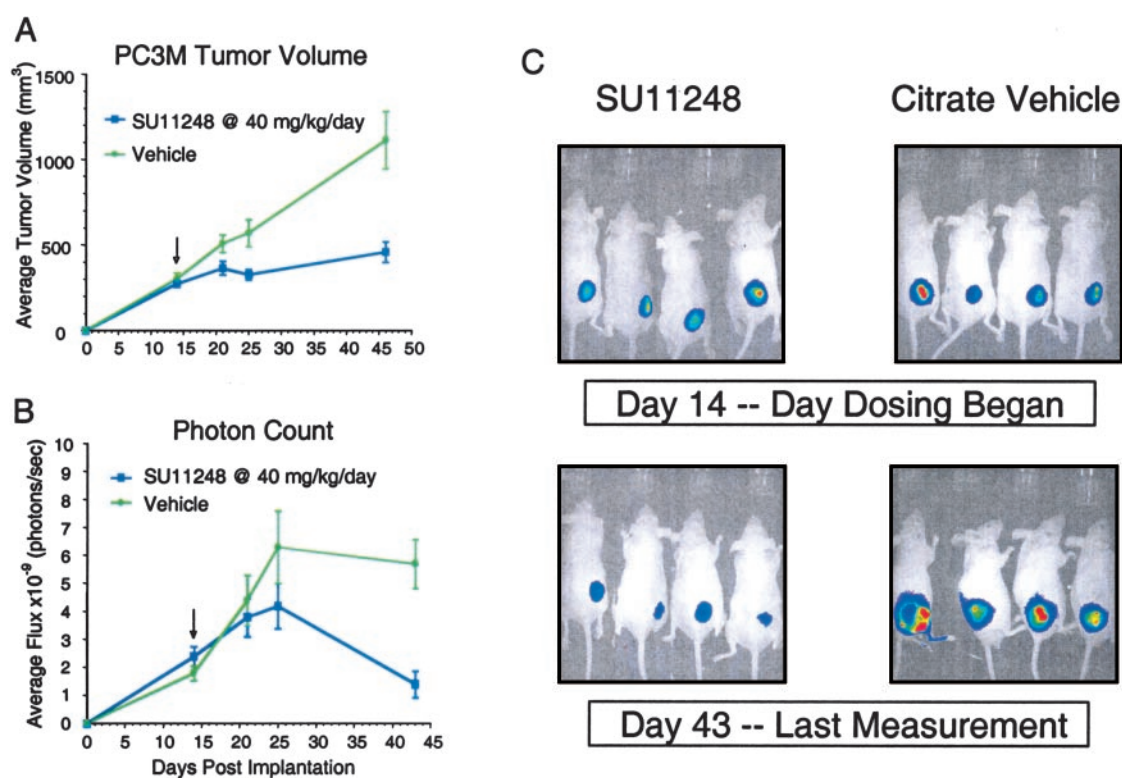 A
PC3M Tumor Volume
Average Tumor Volume (mm³)
1500
1000
500
0
SU11248 @ 40 mg/kg/day
Vehicle
0 5 10 15 20 25 30 35 40 45 50
B
Photon Count
Average Flux x10⁻⁹ (photons/sec)
10
9
8
7
6
5
4
3
2
1
0
SU11248 @ 40 mg/kg/day
Vehicle
0 5 10 15 20 25 30 35 40 45
Days Post Implantation
C
SU11248 Citrate Vehicle
Day 14 -- Day Dosing Began
Day 43 -- Last Measurement